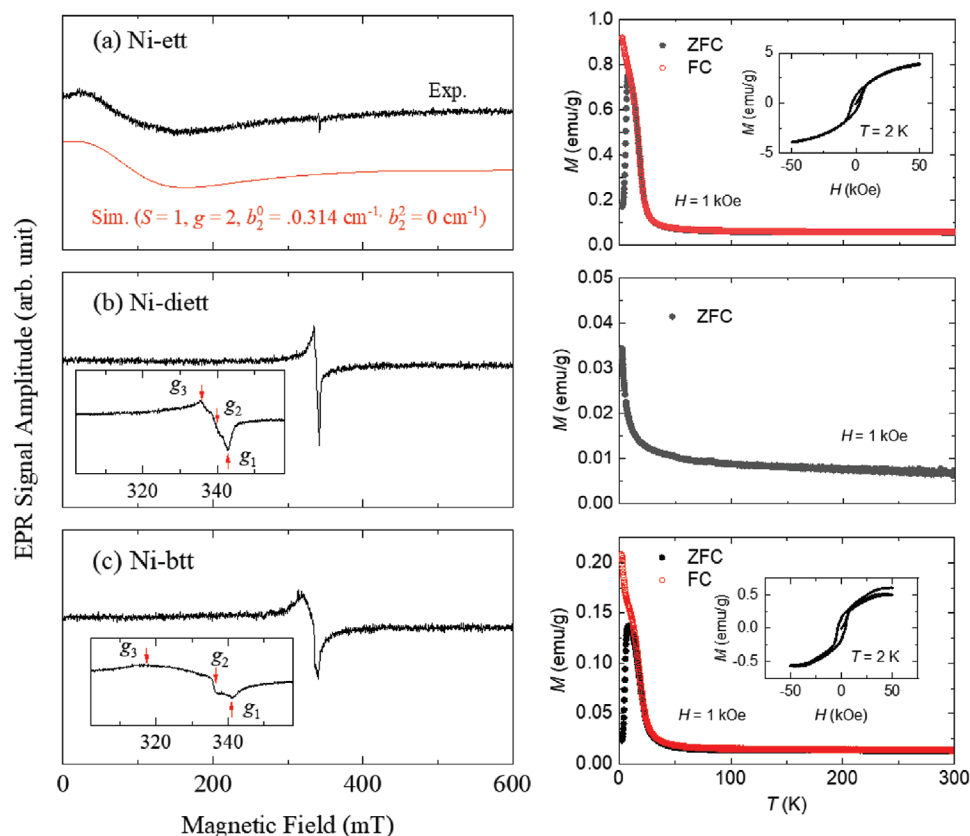 EPR Signal Amplitude (arb. unit)
(a) Ni-ett
Exp.
Sim. (S = 1, g = 2, b₂⁰ = .0.314 cm⁻¹, b₂² = 0 cm⁻¹)
(b) Ni-diett
g₃
g₂
g₁
320 340
(c) Ni-btt
g₃
g₂
g₁
320 340
0 200 400 600
Magnetic Field (mT)
M (emu/g)
1.0
0.8
0.6
0.4
0.2
0.0
ZFC
FC
H = 1 kOe
M (emu/g)
5
0
-5
T = 2 K
-50 0 50
H (kOe)
M (emu/g)
0.05
0.04
0.03
0.02
0.01
0.00
ZFC
H = 1 kOe
M (emu/g)
0.20
0.15
0.10
0.05
0.00
ZFC
FC
H = 1 kOe
M (emu/g)
0.5
0.0
-0.5
T = 2 K
-50 0 50
H (kOe)
0 100 200 300
T (K)